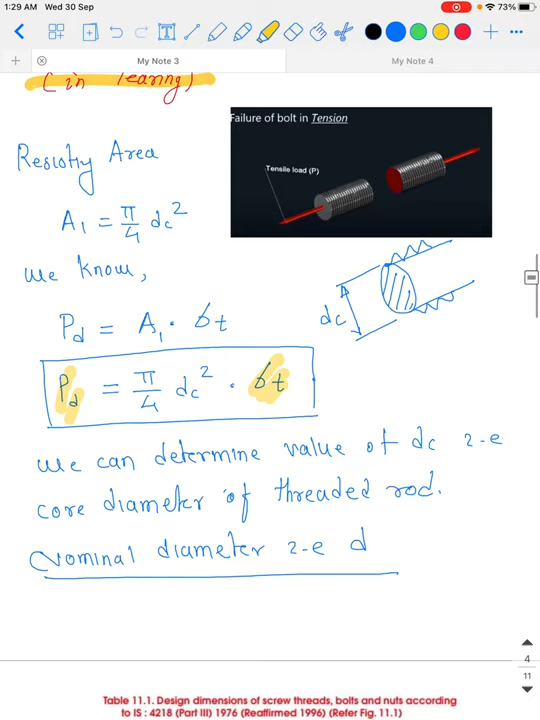 1:29 AM Wed 30 Sep
73%
My Note 3
My Note 4
(in tearing)
Failure of bolt in Tension
Tensile load (P)
Resisting Area
A1 = π/4 dc²
We know,
dc
Pd = A1 · σt
Pd = π/4 dc² · σt
We can determine value of dc i-e
core diameter of threaded rod.
Nominal diameter i-e d
4
11
Table 11.1. Design dimensions of screw threads, bolts and nuts according
to IS : 4218 (Part III) 1976 (Reaffirmed 1996) (Refer Fig. 11.1)